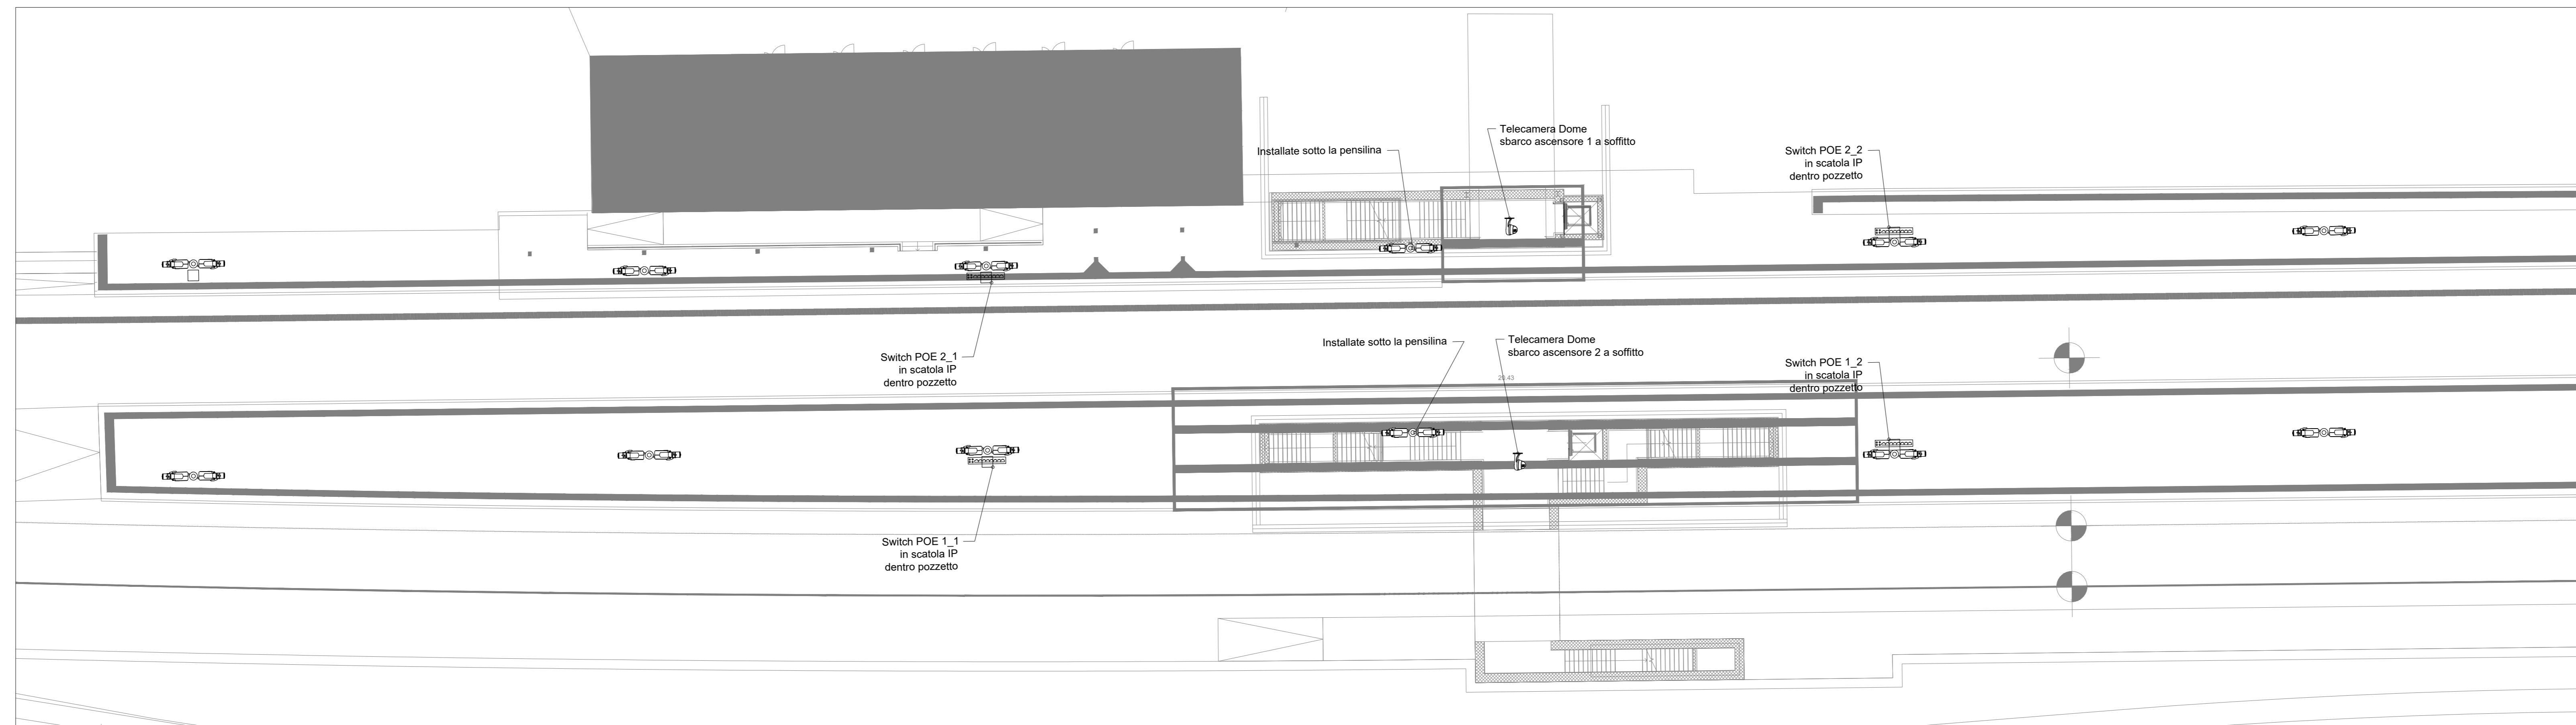 Telecamera Dome
sbarco ascensore 1 a soffitto
Installate sotto la pensilina
Switch POE 2_2
in scatola IP
dentro pozzetto
Switch POE 2_1
in scatola IP
dentro pozzetto
Installate sotto la pensilina
Telecamera Dome
sbarco ascensore 2 a soffitto
Switch POE 1_2
in scatola IP
dentro pozzetto
Switch POE 1_1
in scatola IP
dentro pozzetto